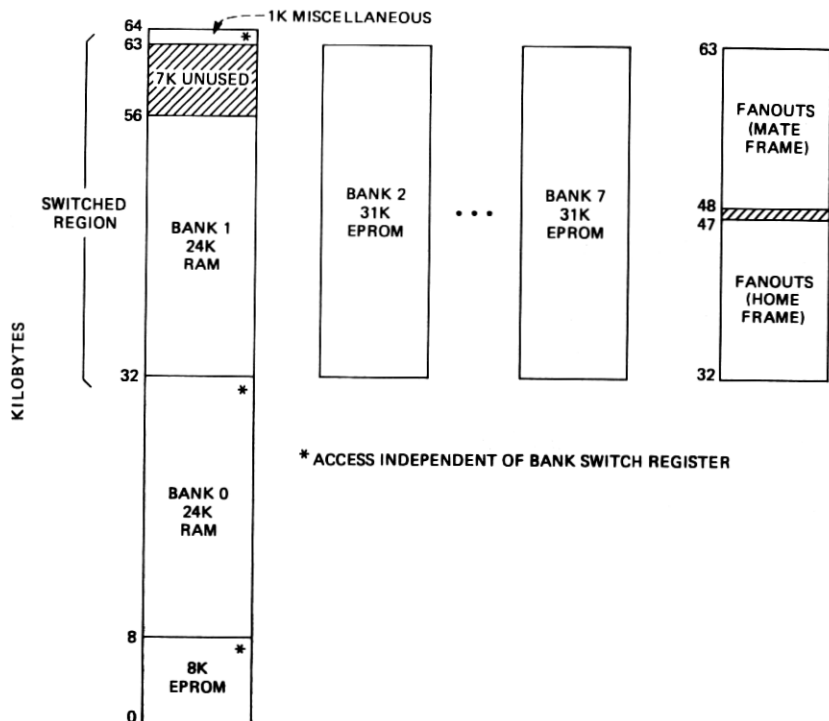 64
1K MISCELLANEOUS
*
63
7K UNUSED
56
SWITCHED
REGION
BANK 1
24K
RAM
BANK 2
31K
EPROM
• • •
BANK 7
31K
EPROM
63
FANOUTS
(MATE
FRAME)
48
47
FANOUTS
(HOME
FRAME)
32
KILOBYTES
32
*
* ACCESS INDEPENDENT OF BANK SWITCH REGISTER
BANK 0
24K
RAM
8
*
8K
EPROM
0